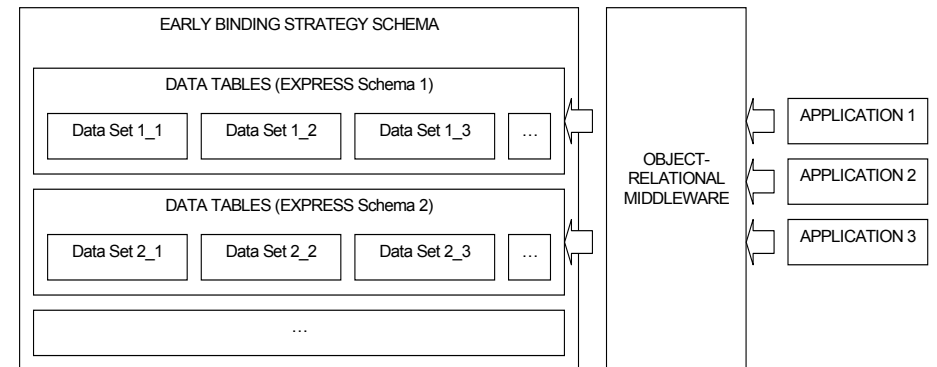 EARLY BINDING STRATEGY SCHEMA
DATA TABLES (EXPRESS Schema 1)
Data Set 1_1
Data Set 1_2
Data Set 1_3
…
DATA TABLES (EXPRESS Schema 2)
Data Set 2_1
Data Set 2_2
Data Set 2_3
…
…
OBJECT-
RELATIONAL
MIDDLEWARE
APPLICATION 1
APPLICATION 2
APPLICATION 3